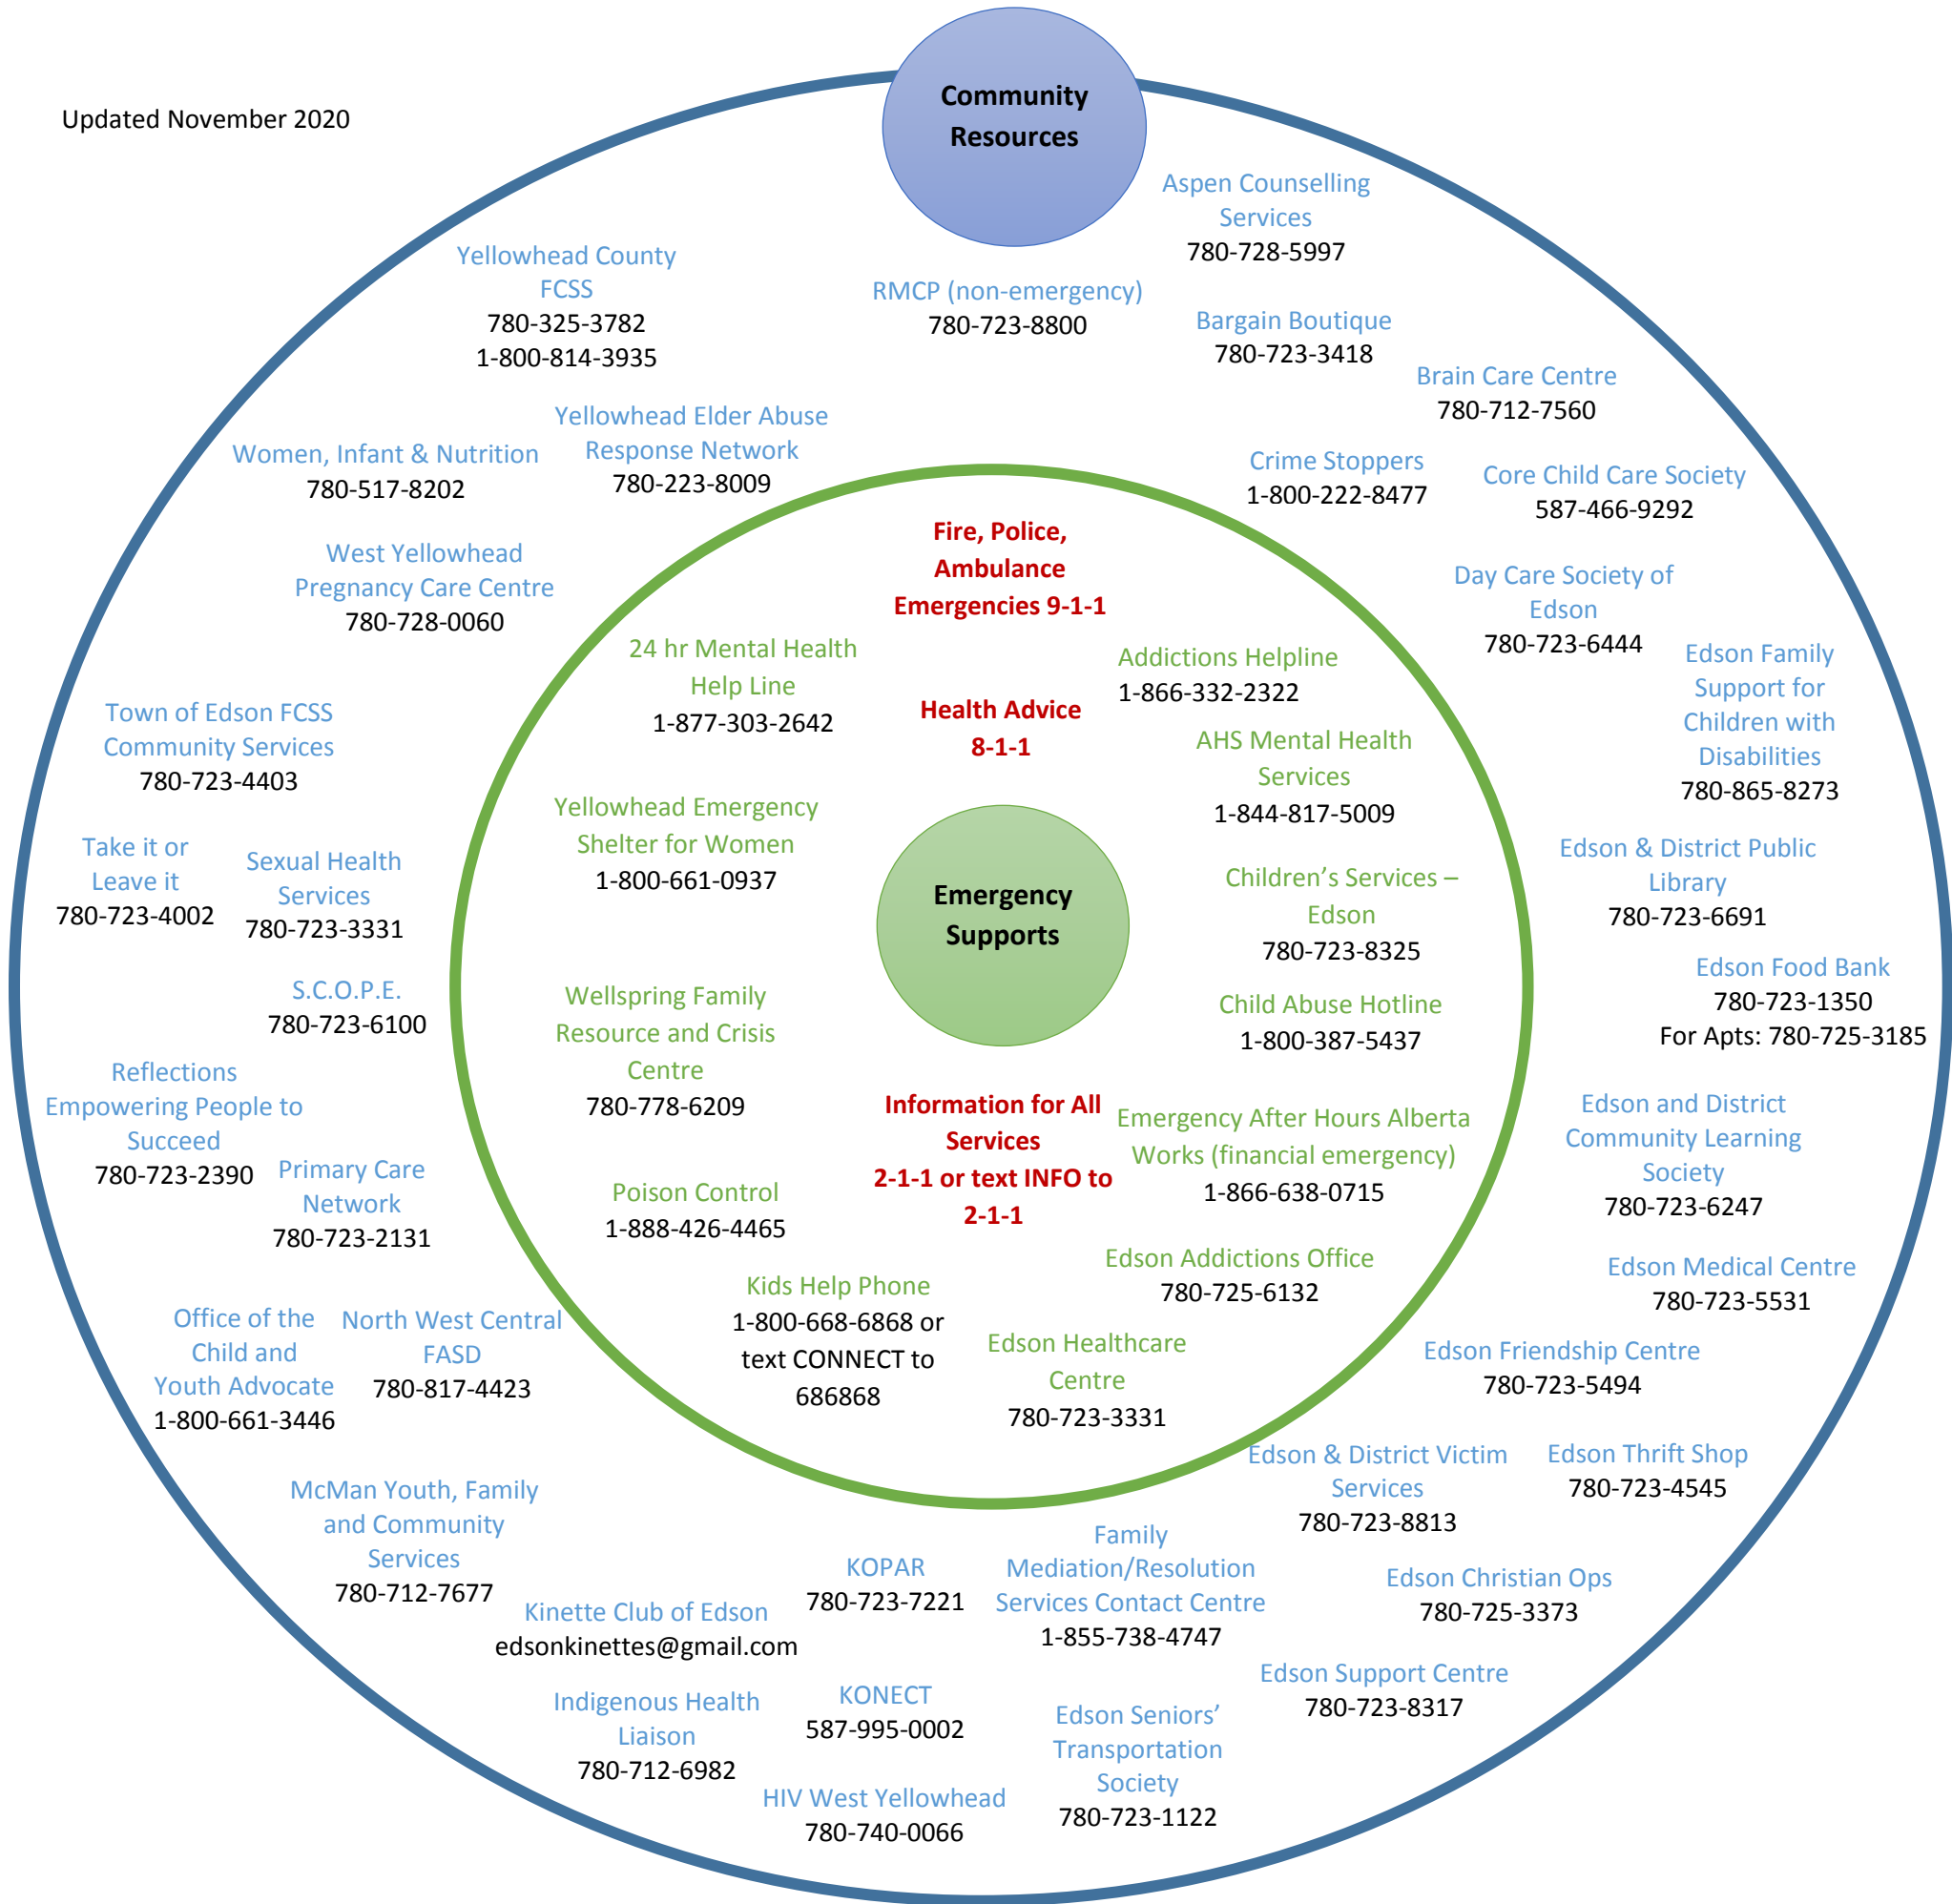 Updated November 2020
Community
Resources
Aspen Counselling
Services
780-728-5997
RMCP (non-emergency)
780-723-8800
Bargain Boutique
780-723-3418
Brain Care Centre
780-712-7560
Crime Stoppers
1-800-222-8477
Core Child Care Society
587-466-9292
Day Care Society of
Edson
780-723-6444
Edson Family
Support for
Children with
Disabilities
780-865-8273
Edson & District Public
Library
780-723-6691
Edson Food Bank
780-723-1350
For Apts: 780-725-3185
Edson and District
Community Learning
Society
780-723-6247
Edson Medical Centre
780-723-5531
Edson Friendship Centre
780-723-5494
Edson Thrift Shop
780-723-4545
Edson & District Victim
Services
780-723-8813
Edson Christian Ops
780-725-3373
Edson Support Centre
780-723-8317
Family
Mediation/Resolution
Services Contact Centre
1-855-738-4747
Edson Seniors’
Transportation
Society
780-723-1122
KOPAR
780-723-7221
KONECT
587-995-0002
HIV West Yellowhead
780-740-0066
Indigenous Health
Liaison
780-712-6982
Kinette Club of Edson
edsonkinettes@gmail.com
McMan Youth, Family
and Community
Services
780-712-7677
North West Central
FASD
780-817-4423
Office of the
Child and
Youth Advocate
1-800-661-3446
Primary Care
Network
780-723-2131
Reflections
Empowering People to
Succeed
780-723-2390
S.C.O.P.E.
780-723-6100
Sexual Health
Services
780-723-3331
Take it or
Leave it
780-723-4002
Town of Edson FCSS
Community Services
780-723-4403
West Yellowhead
Pregnancy Care Centre
780-728-0060
Women, Infant & Nutrition
780-517-8202
Yellowhead Elder Abuse
Response Network
780-223-8009
Yellowhead County
FCSS
780-325-3782
1-800-814-3935
Fire, Police,
Ambulance
Emergencies 9-1-1
Health Advice
8-1-1
Emergency
Supports
Information for All
Services
2-1-1 or text INFO to
2-1-1
Addictions Helpline
1-866-332-2322
AHS Mental Health
Services
1-844-817-5009
Children’s Services –
Edson
780-723-8325
Child Abuse Hotline
1-800-387-5437
Emergency After Hours Alberta
Works (financial emergency)
1-866-638-0715
Edson Addictions Office
780-725-6132
Edson Healthcare
Centre
780-723-3331
Kids Help Phone
1-800-668-6868 or
text CONNECT to
686868
Poison Control
1-888-426-4465
Wellspring Family
Resource and Crisis
Centre
780-778-6209
Yellowhead Emergency
Shelter for Women
1-800-661-0937
24 hr Mental Health
Help Line
1-877-303-2642